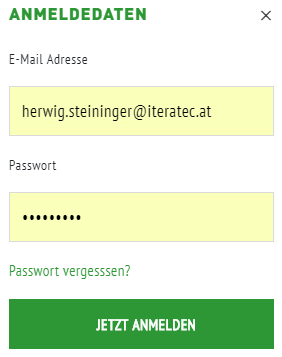 ANMELDEDATEN ×
E-Mail Adresse
herwig.steininger@iteratec.at
Passwort
•••••••••
Passwort vergesssen?
JETZT ANMELDEN